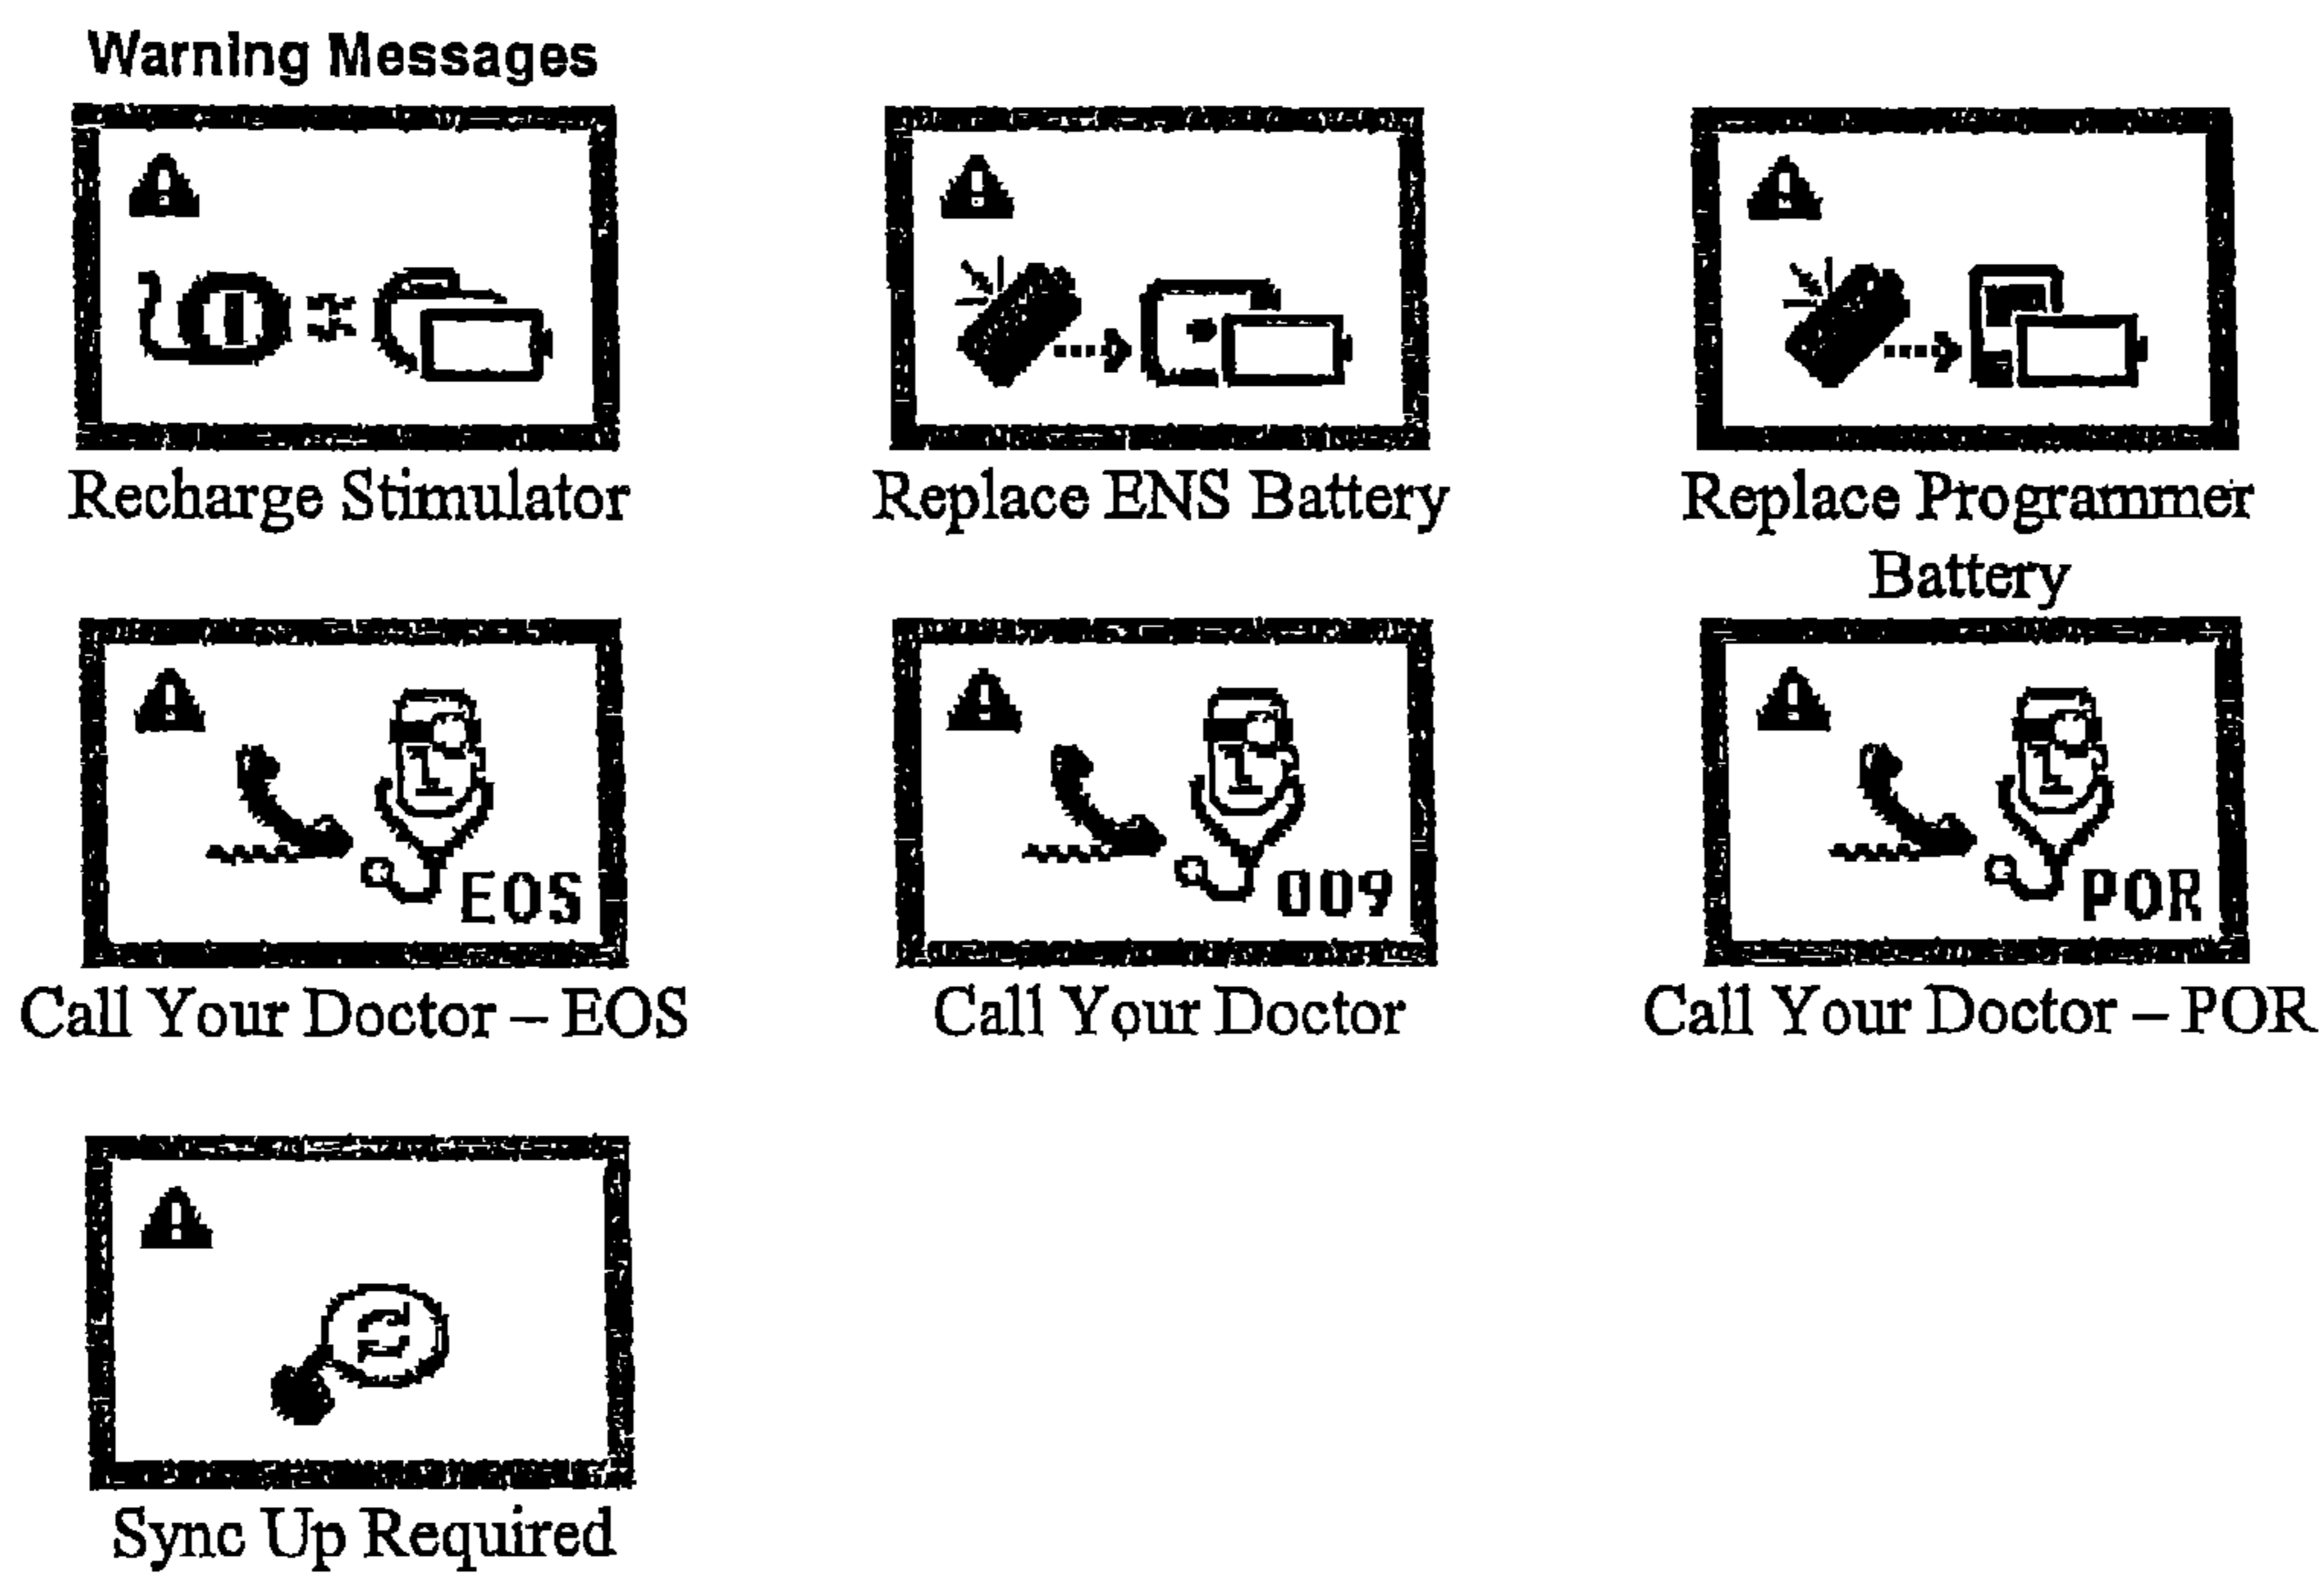 Warning Messages
Recharge Stimulator
Replace ENS Battery
Replace Programmer
Battery
EOS
009
POR
Call Your Doctor – EOS
Call Your Doctor
Call Your Doctor – POR
Sync Up Required